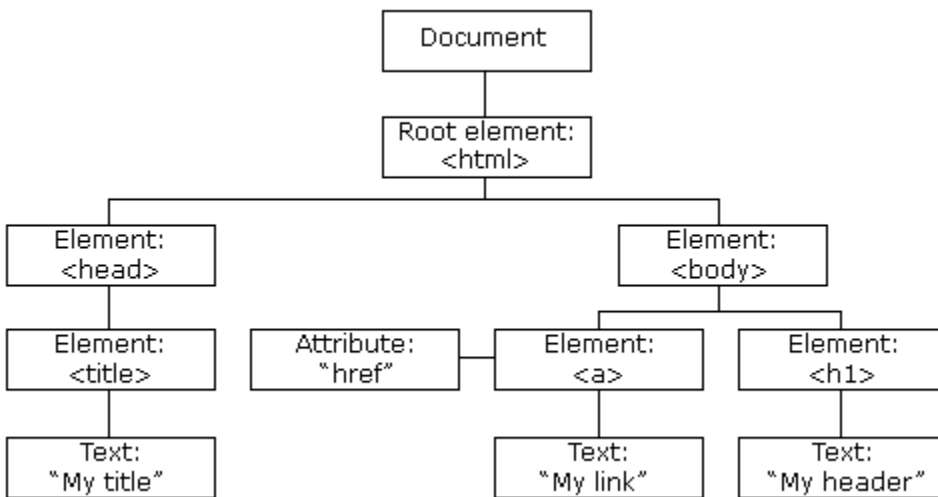 Document
Root element:
<html>
Element:
<head>
Element:
<body>
Element:
<title>
Attribute:
“href”
Element:
<a>
Element:
<h1>
Text:
“My title”
Text:
“My link”
Text:
“My header”